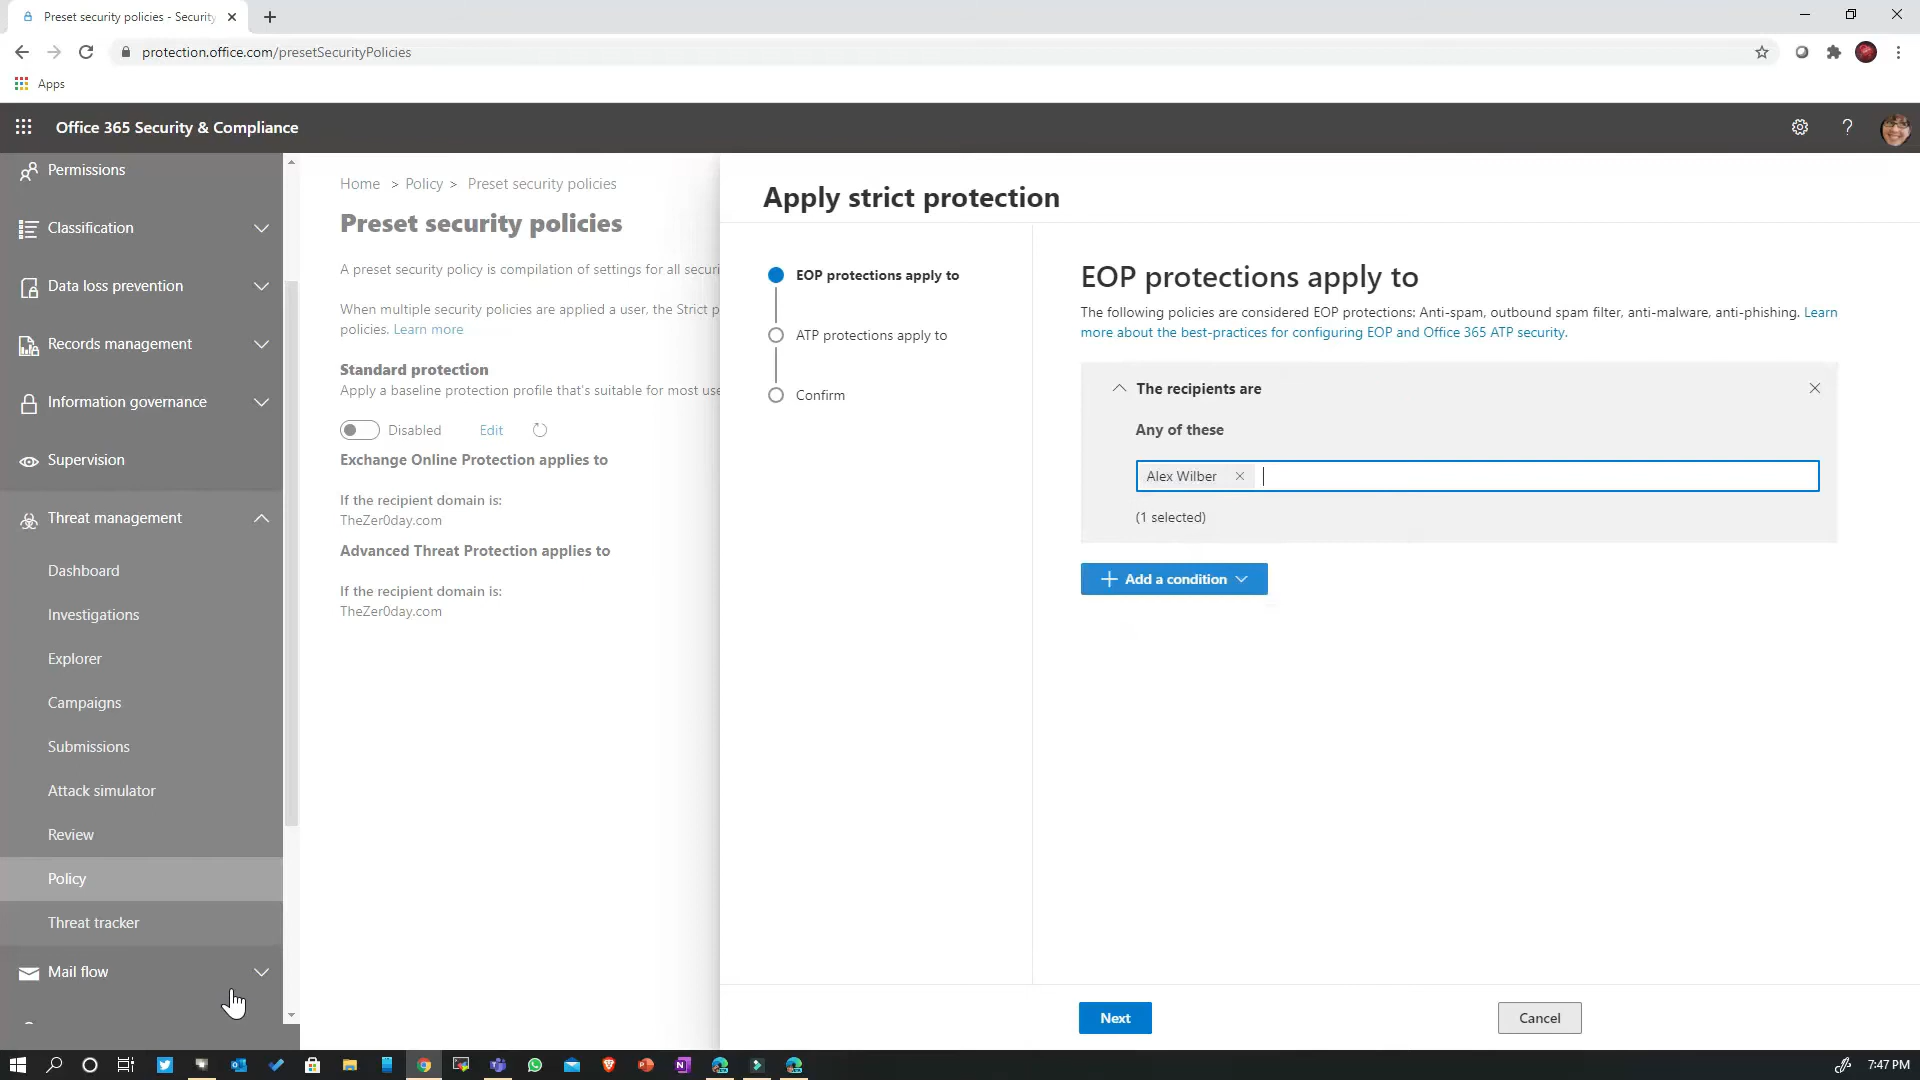 Preset security policies - Security
protection.office.com/presetSecurityPolicies
Apps
Office 365 Security & Compliance
Permissions
Classification
Data loss prevention
Records management
Information governance
Supervision
Threat management
Dashboard
Investigations
Explorer
Campaigns
Submissions
Attack simulator
Review
Policy
Threat tracker
Mail flow
Home > Policy > Preset security policies
Preset security policies
A preset security policy is compilation of settings for all securi
When multiple security policies are applied a user, the Strict p
policies. Learn more
Standard protection
Apply a baseline protection profile that's suitable for most use
Disabled Edit
Exchange Online Protection applies to
If the recipient domain is:
TheZer0day.com
Advanced Threat Protection applies to
If the recipient domain is:
TheZer0day.com
Apply strict protection
EOP protections apply to
ATP protections apply to
Confirm
EOP protections apply to
The following policies are considered EOP protections: Anti-spam, outbound spam filter, anti-malware, anti-phishing. Learn
more about the best-practices for configuring EOP and Office 365 ATP security.
The recipients are
Any of these
Alex Wilber
(1 selected)
Add a condition
Next
Cancel
7:47 PM